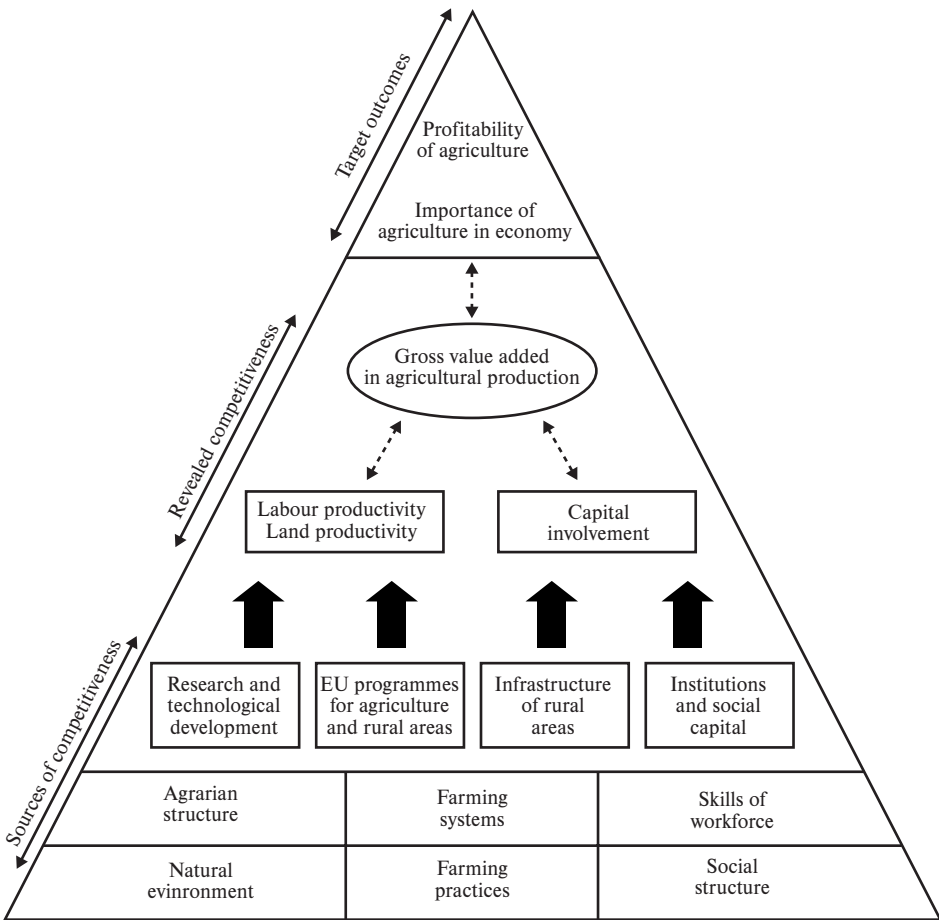 Target outcomes
Profitability
of agriculture
Importance of
agriculture in economy
Revealed competitiveness
Gross value added
in agricultural production
Labour productivity
Land productivity
Capital
involvement
Sources of competitiveness
Research and
technological
development
EU programmes
for agriculture
and rural areas
Infrastructure
of rural
areas
Institutions
and social
capital
Agrarian
structure
Farming
systems
Skills of
workforce
Natural
evinronment
Farming
practices
Social
structure